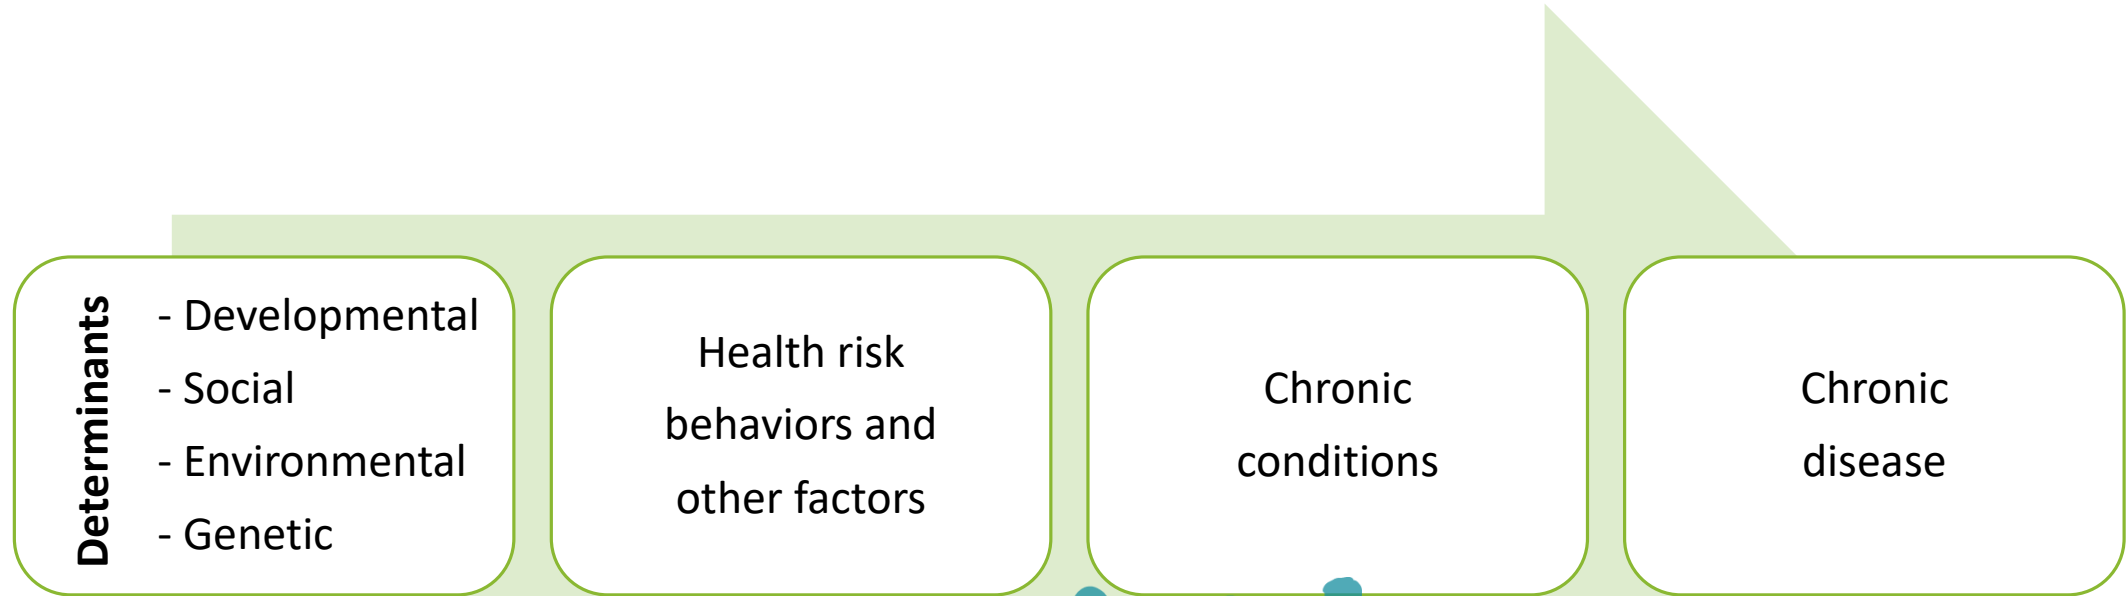 Determinants
- Developmental
- Social
- Environmental
- Genetic
Health risk
behaviors and
other factors
Chronic
conditions
Chronic
disease